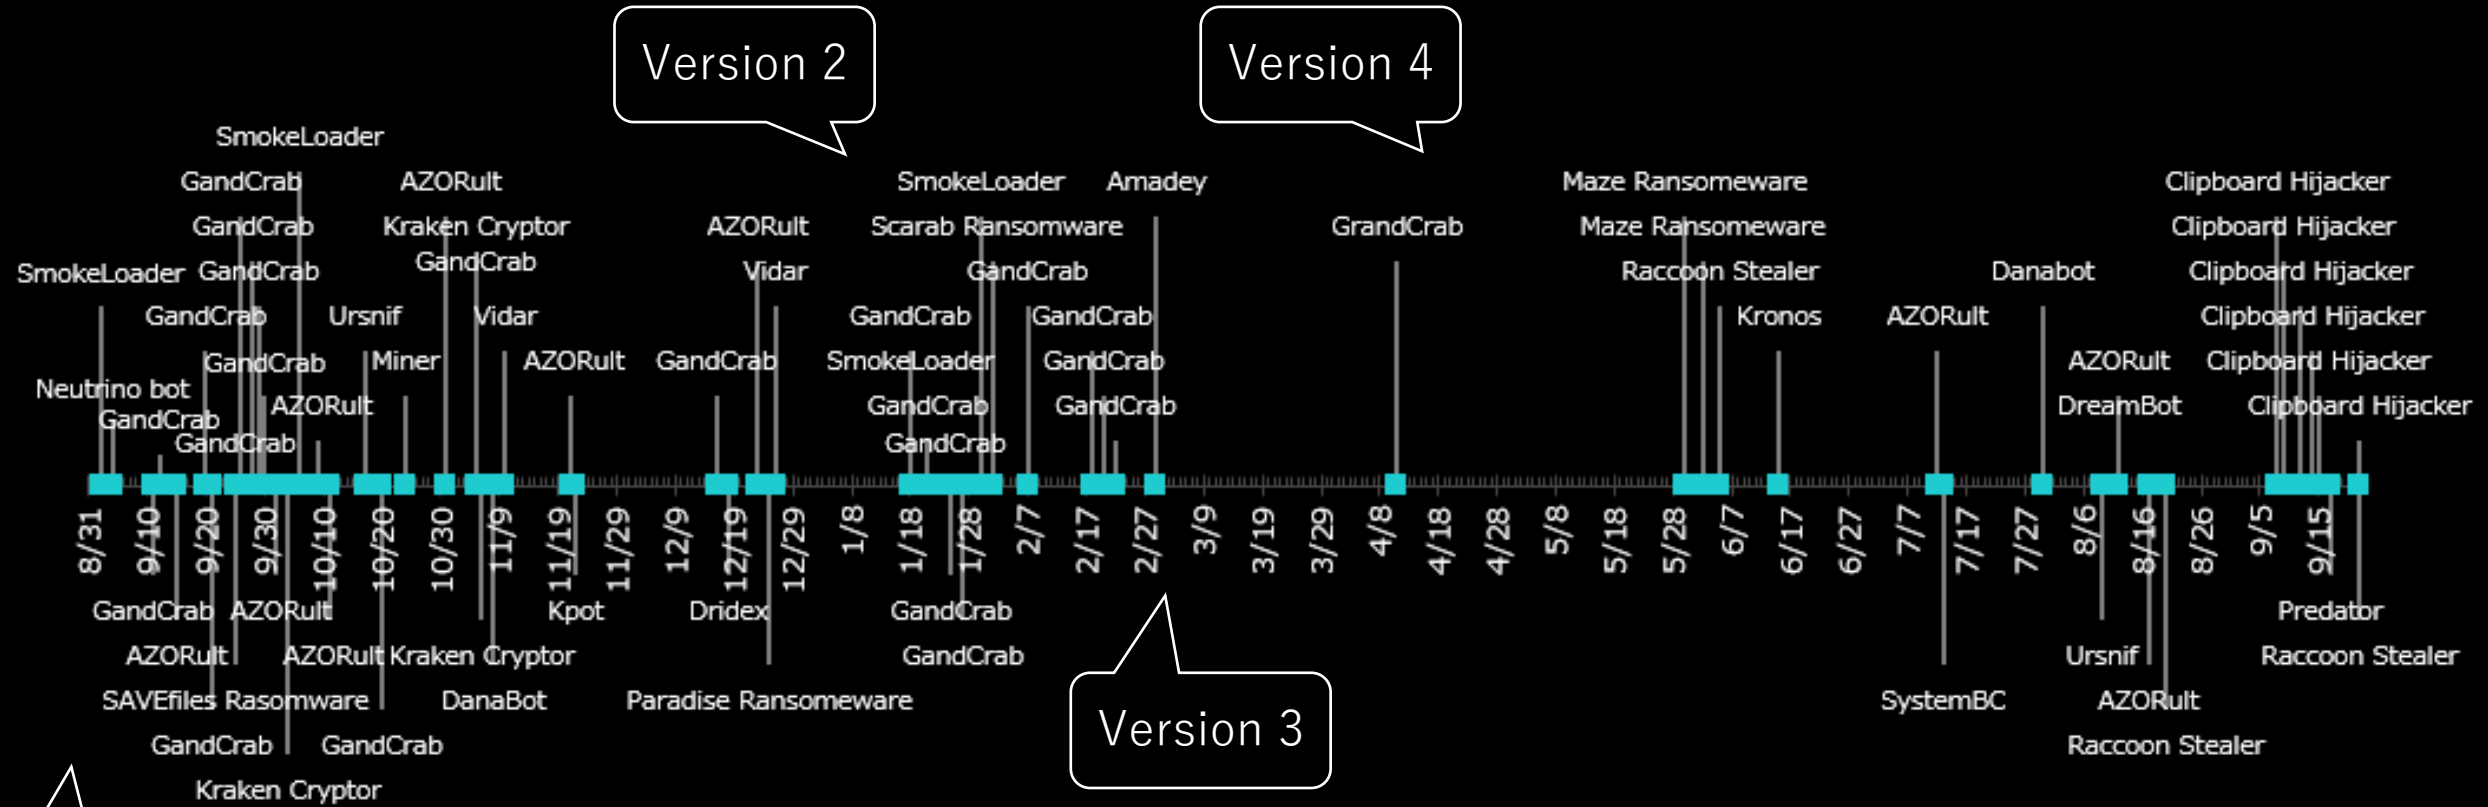 Version 2
Version 4
SmokeLoader
GandCrab
AZORult
SmokeLoader
Amadey
Maze Ransomeware
Clipboard Hijacker
GandCrab
Kraken Cryptor
AZORult
Scarab Ransomware
GrandCrab
Maze Ransomeware
Clipboard Hijacker
GandCrab
SmokeLoader
GandCrab
Vidar
GandCrab
Raccoon Stealer
Danabot
Clipboard Hijacker
GandCrab
Ursnif
Vidar
GandCrab
GandCrab
Kronos
AZORult
Clipboard Hijacker
GandCrab
Miner
AZORult
GandCrab
SmokeLoader
GandCrab
AZORult
Clipboard Hijacker
Neutrino bot
AZORult
GandCrab
GandCrab
DreamBot
Clipboard Hijacker
GandCrab
GandCrab
GandCrab
8/31
9/10
9/20
9/30
10/10
10/20
10/30
11/9
11/19
11/29
12/9
12/19
12/29
1/8
1/18
1/28
2/7
2/17
2/27
3/9
3/19
3/29
4/8
4/18
4/28
5/8
5/18
5/28
6/7
6/17
6/27
7/7
7/17
7/27
8/6
8/16
8/26
9/5
9/15
GandCrab
AZORult
Kpot
Dridex
GandCrab
Predator
AZORult
AZORult
Kraken Cryptor
GandCrab
Ursnif
Raccoon Stealer
SAVEfiles Rasomware
DanaBot
Paradise Ransomeware
SystemBC
AZORult
Version 3
GandCrab
GandCrab
Raccoon Stealer
Kraken Cryptor